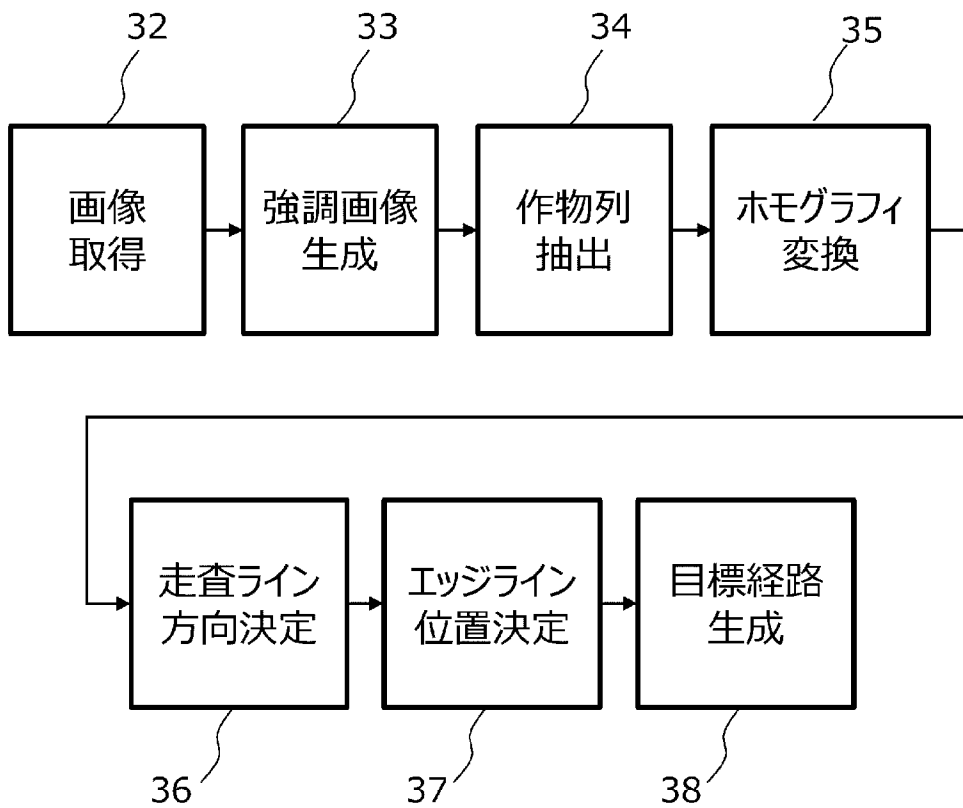 32
33
34
35
画像
取得
強調画像
生成
作物列
抽出
ホモグラフィ
変換
走査ライン
方向決定
エッジライン
位置決定
目標経路
生成
36
37
38